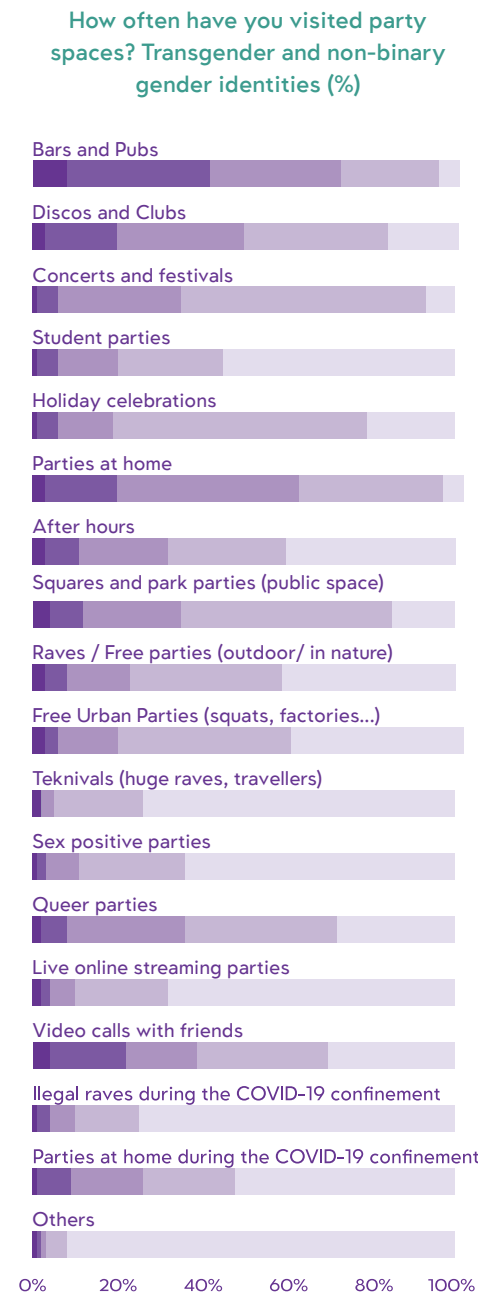 How often have you visited party
spaces? Transgender and non-binary
gender identities (%)
Bars and Pubs
Discos and Clubs
Concerts and festivals
Student parties
Holiday celebrations
Parties at home
After hours
Squares and park parties (public space)
Raves / Free parties (outdoor/ in nature)
Free Urban Parties (squats, factories...)
Teknivals (huge raves, travellers)
Sex positive parties
Queer parties
Live online streaming parties
Video calls with friends
Ilegal raves during the COVID-19 confinement
Parties at home during the COVID-19 confinement
Others
0% 20% 40% 60% 80% 100%